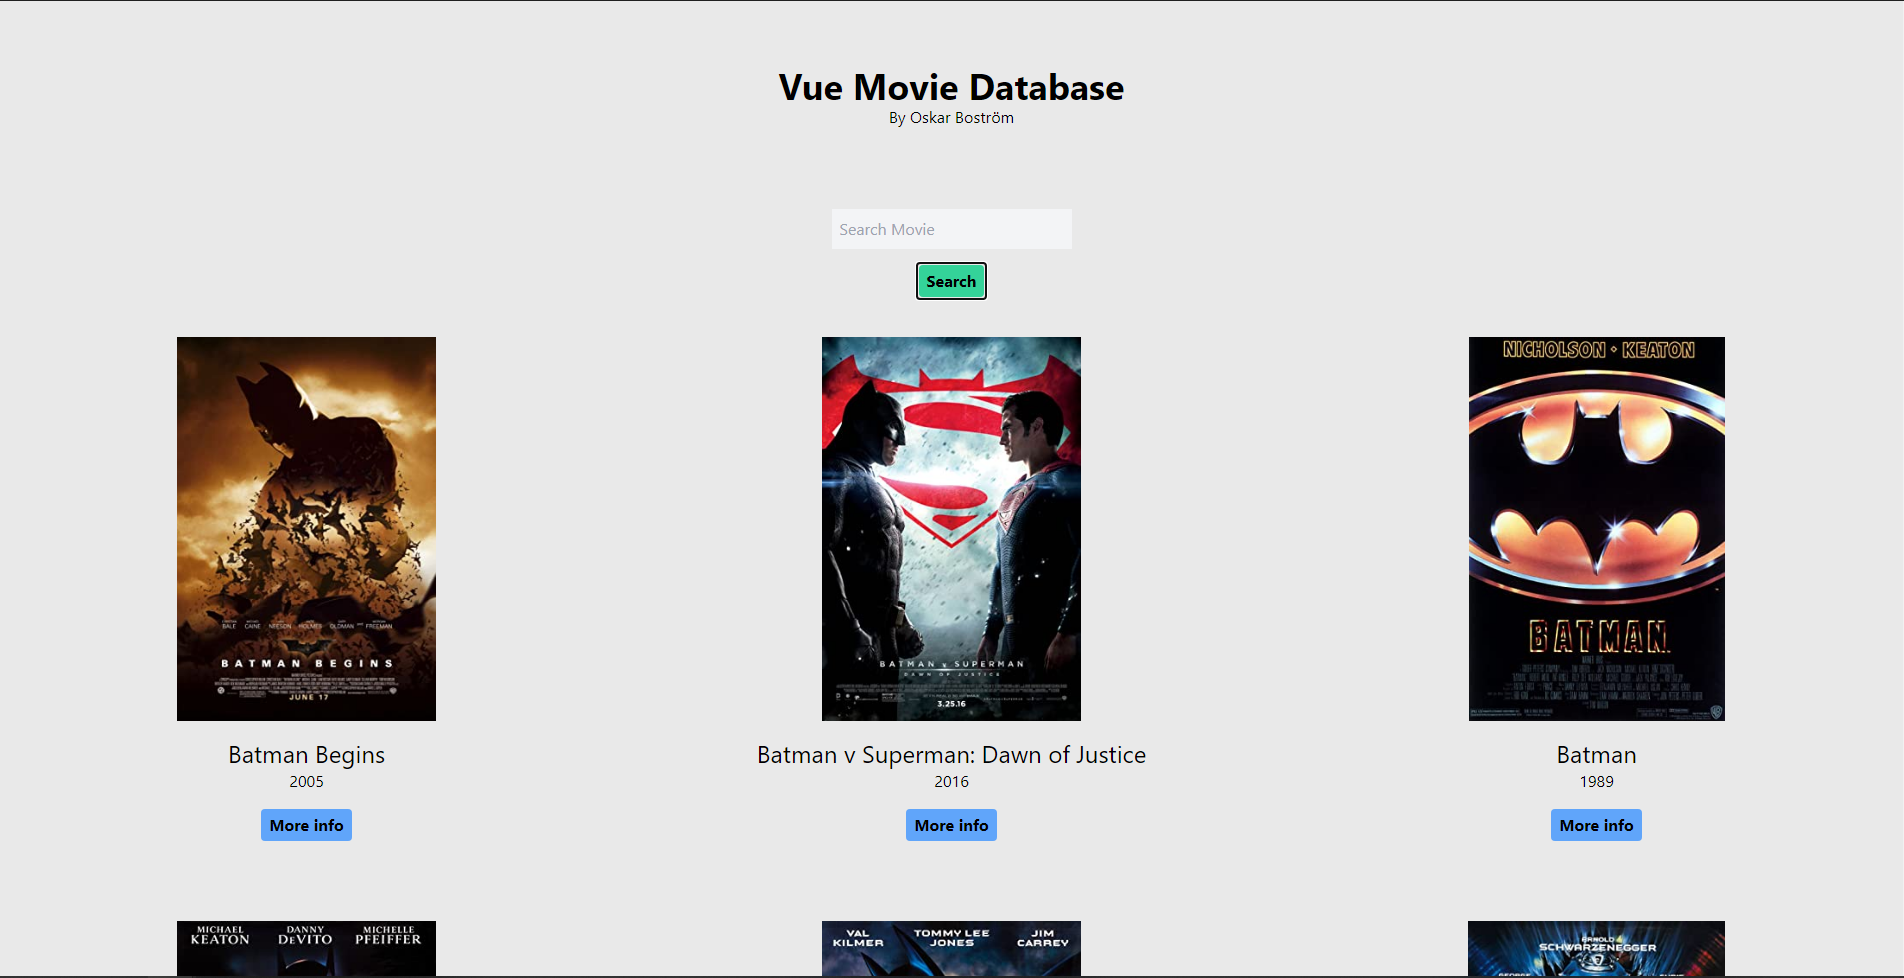 Vue Movie Database
By Oskar Boström
Search Movie
Search
BALE CAINE NEESON HOLMES OLDMAN AND FREEMAN
BATMAN BEGINS
JUNE 17
Batman Begins
2005
More info
BATMAN v SUPERMAN
DAWN OF JUSTICE
3.25.16
Batman v Superman: Dawn of Justice
2016
More info
NICHOLSON · KEATON
BATMAN
Batman
1989
More info
MICHAEL KEATON DANNY DeVITO MICHELLE PFEIFFER
VAL KILMER TOMMY LEE JONES JIM CARREY
ARNOLD
SCHWARZENEGGER